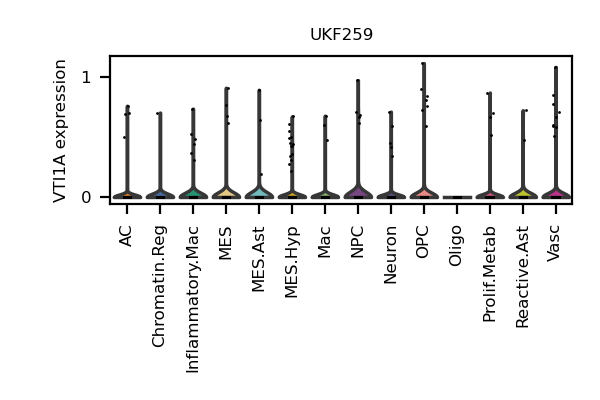 UKF259
VTI1A expression
1
0
AC
Chromatin.Reg
Inflammatory.Mac
MES
MES.Ast
MES.Hyp
Mac
NPC
Neuron
OPC
Oligo
Prolif.Metab
Reactive.Ast
Vasc